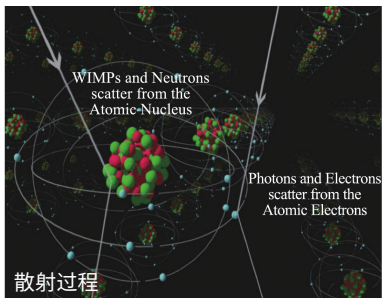 WIMPs and Neutrons
scatter from the
Atomic Nucleus
Photons and Electrons
scatter from the
Atomic Electrons
散射过程